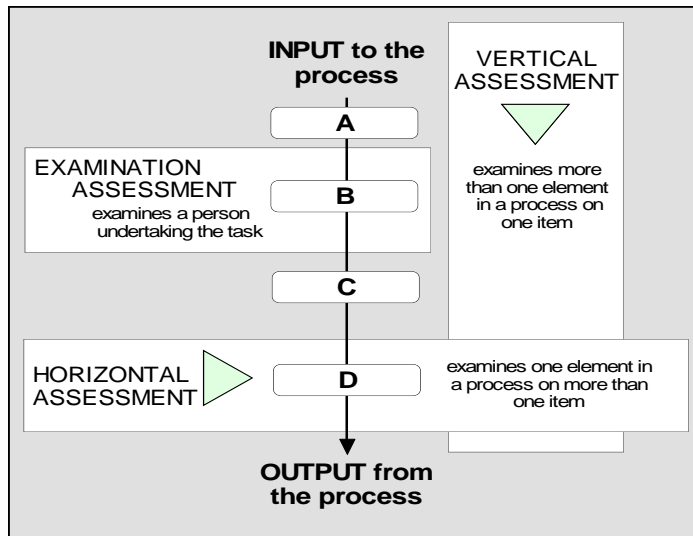 INPUT to the
process
VERTICAL
ASSESSMENT
A
EXAMINATION
ASSESSMENT
examines a person
undertaking the task
B
examines more
than one element
in a process on
one item
C
HORIZONTAL
ASSESSMENT
D
examines one element in
a process on more than
one item
OUTPUT from
the process